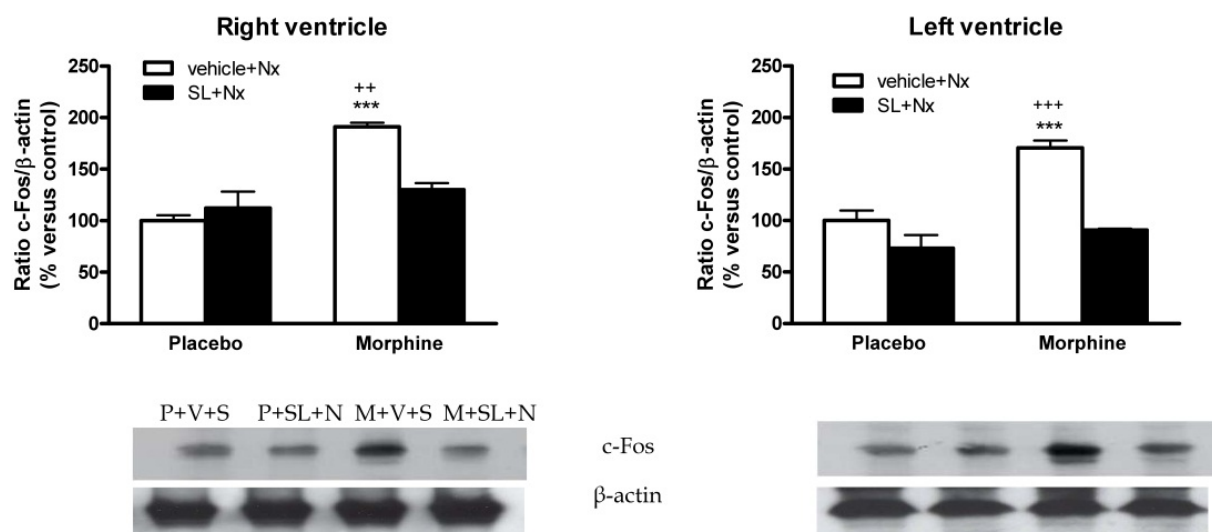 Right ventricle
Ratio c-Fos/β-actin
(% versus control)
250
200
150
100
50
0
vehicle+Nx
SL+Nx
++
***
Placebo Morphine
Left ventricle
Ratio c-Fos/β-actin
(% versus control)
250
200
150
100
50
0
vehicle+Nx
SL+Nx
+++
***
Placebo Morphine
P+V+S P+SL+N M+V+S M+SL+N
c-Fos
β-actin